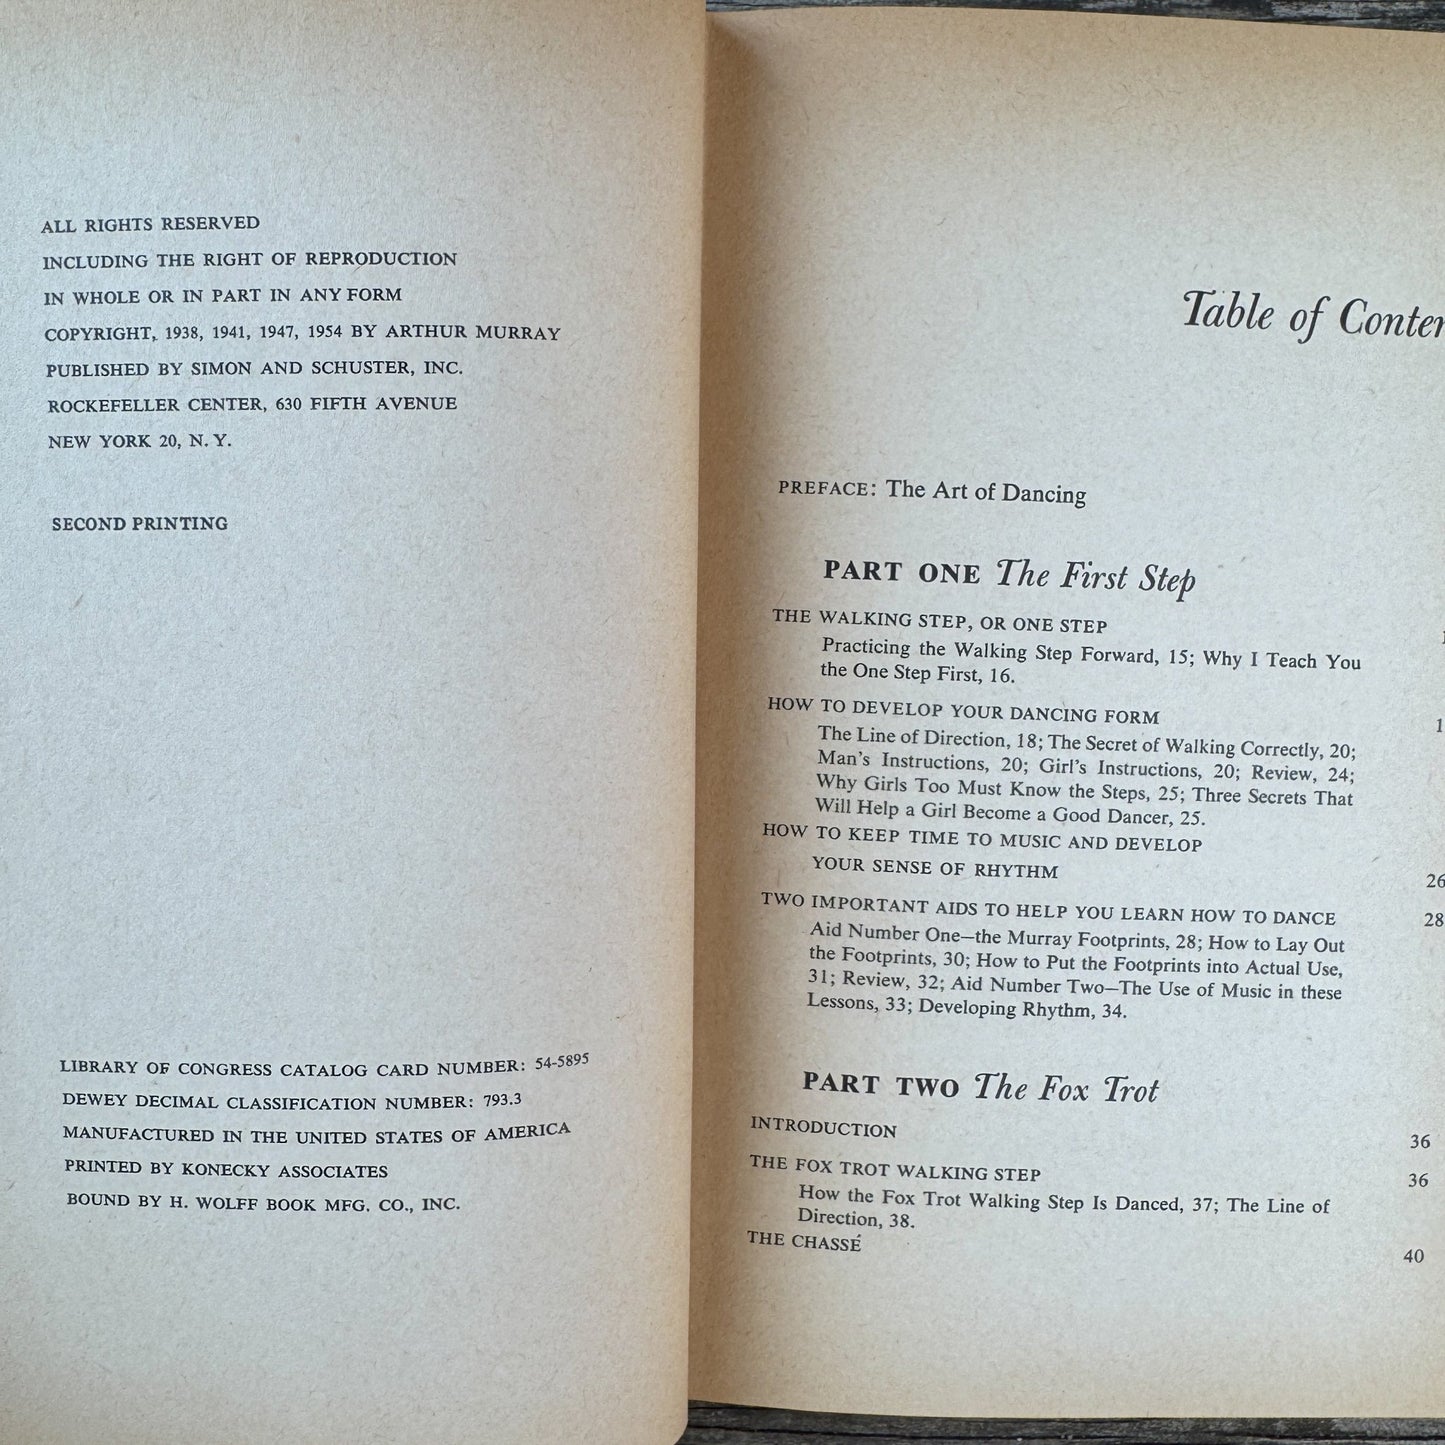 ALL RIGHTS RESERVED
INCLUDING THE RIGHT OF REPRODUCTION
IN WHOLE OR IN PART IN ANY FORM
COPYRIGHT, 1938, 1941, 1947, 1954 BY ARTHUR MURRAY
PUBLISHED BY SIMON AND SCHUSTER, INC.
ROCKEFELLER CENTER, 630 FIFTH AVENUE
NEW YORK 20, N. Y.
SECOND PRINTING
LIBRARY OF CONGRESS CATALOG CARD NUMBER: 54-5895
DEWEY DECIMAL CLASSIFICATION NUMBER: 793.3
MANUFACTURED IN THE UNITED STATES OF AMERICA
PRINTED BY KONECKY ASSOCIATES
BOUND BY H. WOLFF BOOK MFG. CO., INC.
Table of
PREFACE: The Art of Dancing
PART ONE The First Step
THE WALKING STEP, OR ONE STEP
Practicing the Walking Step Forward, 15; Why I Teach You
the One Step First, 16.
HOW TO DEVELOP YOUR DANCING FORM
The Line of Direction, 18; The Secret of Walking Correctly, 20;
Man's Instructions, 20; Girl's Instructions, 20; Review, 24;
Why Girls Too Must Know the Steps, 25; Three Secrets That
Will Help a Girl Become a Good Dancer, 25.
HOW TO KEEP TIME TO MUSIC AND DEVELOP
YOUR SENSE OF RHYTHM 26
TWO IMPORTANT AIDS TO HELP YOU LEARN HOW TO DANCE 28
Aid Number One—the Murray Footprints, 28; How to Lay Out
the Footprints, 30; How to Put the Footprints into Actual Use,
31; Review, 32; Aid Number Two—The Use of Music in these
Lessons, 33; Developing Rhythm, 34.
PART TWO The Fox Trot
INTRODUCTION 36
THE FOX TROT WALKING STEP 36
How the Fox Trot Walking Step Is Danced, 37; The Line of
Direction, 38.
THE CHASSÉ 40